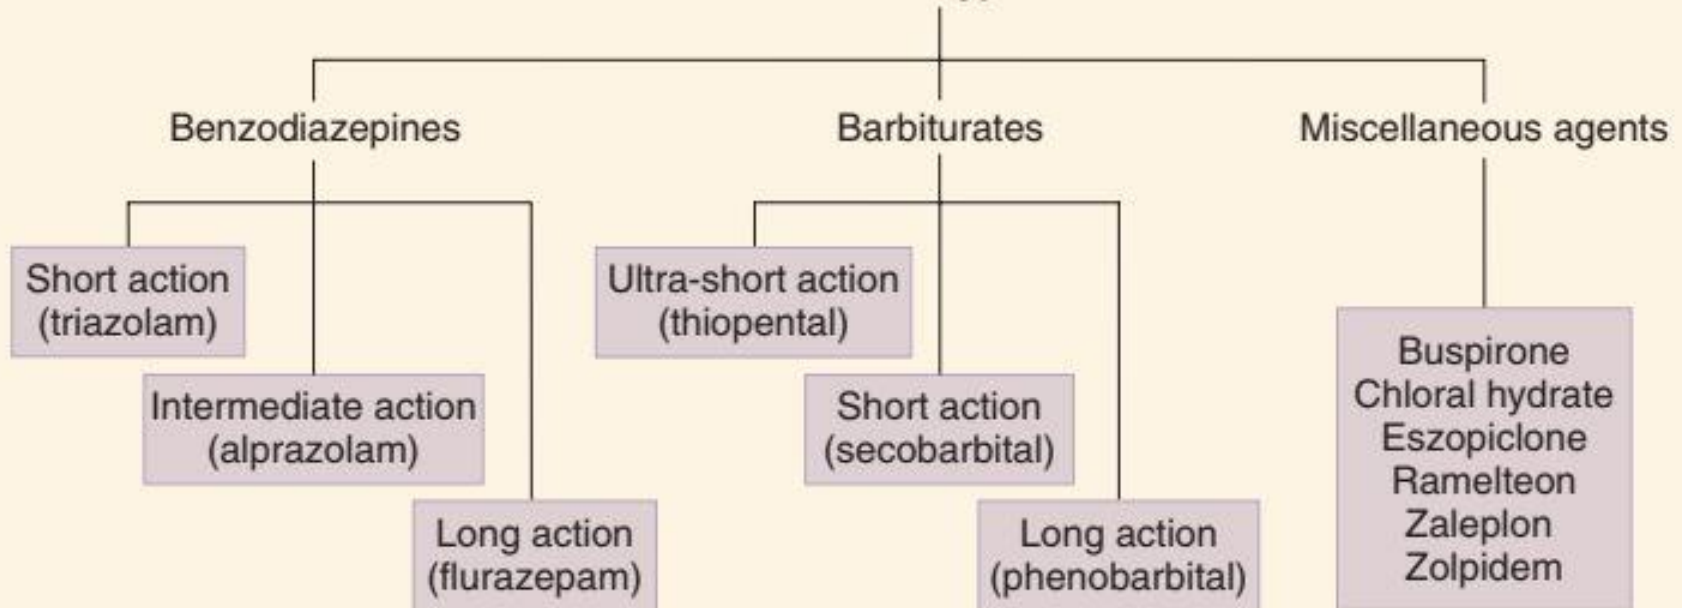 Benzodiazepines
Barbiturates
Miscellaneous agents
Short action
(triazolam)
Intermediate action
(alprazolam)
Long action
(flurazepam)
Ultra-short action
(thiopental)
Short action
(secobarbital)
Long action
(phenobarbital)
Buspirone
Chloral hydrate
Eszopiclone
Ramelteon
Zaleplon
Zolpidem